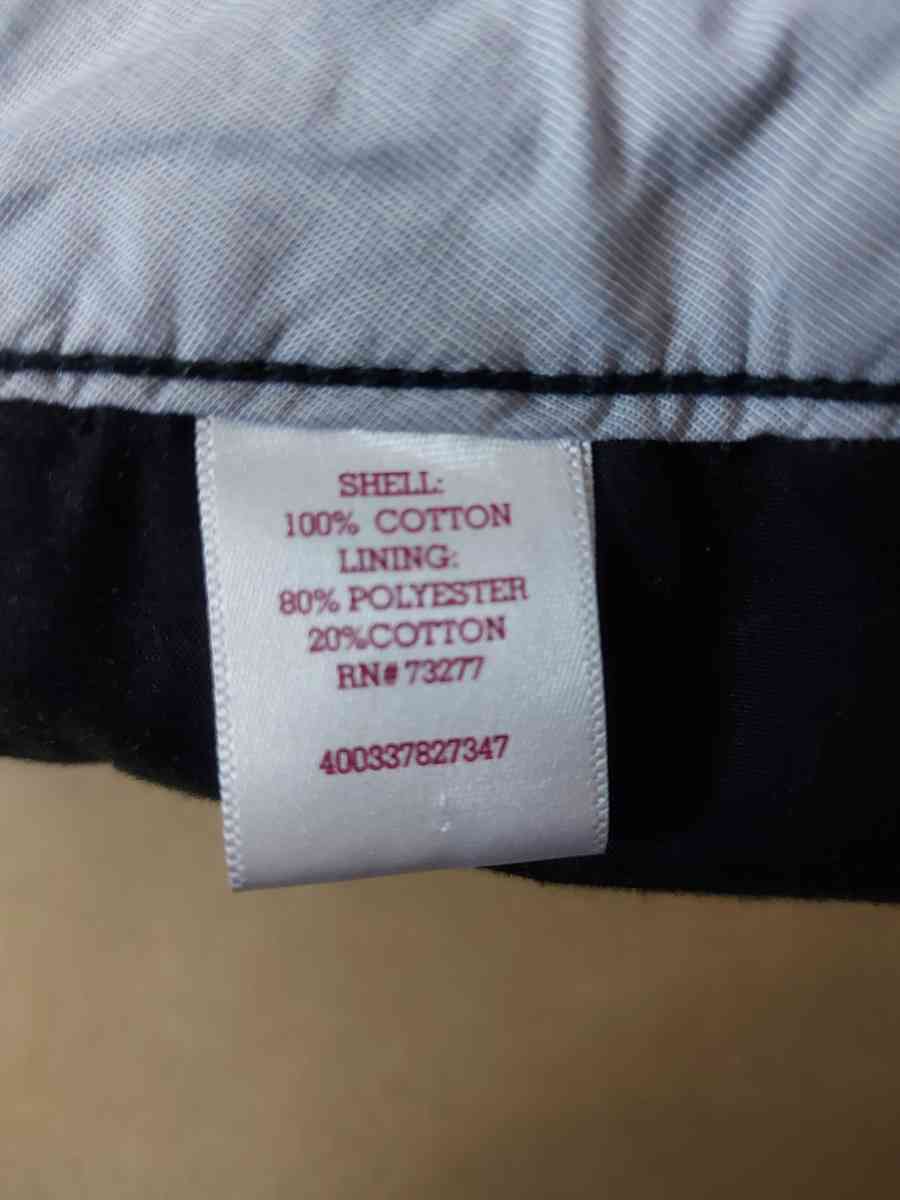 SHELL:
100% COTTON
LINING:
80% POLYESTER
20%COTTON
RN# 73277
400337827347